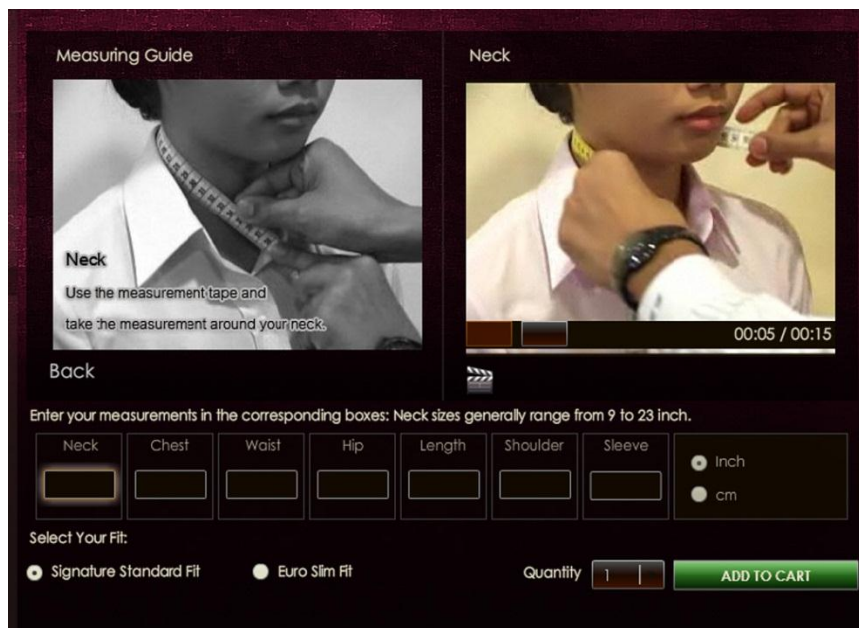 Measuring Guide
Neck
Neck
Use the measurement tape and
take the measurement around your neck.
00:05 / 00:15
Back
Enter your measurements in the corresponding boxes: Neck sizes generally range from 9 to 23 inch.
Neck Chest Waist Hip Length Shoulder Sleeve
Inch
cm
Select Your Fit:
Signature Standard Fit Euro Slim Fit Quantity 1 ADD TO CART